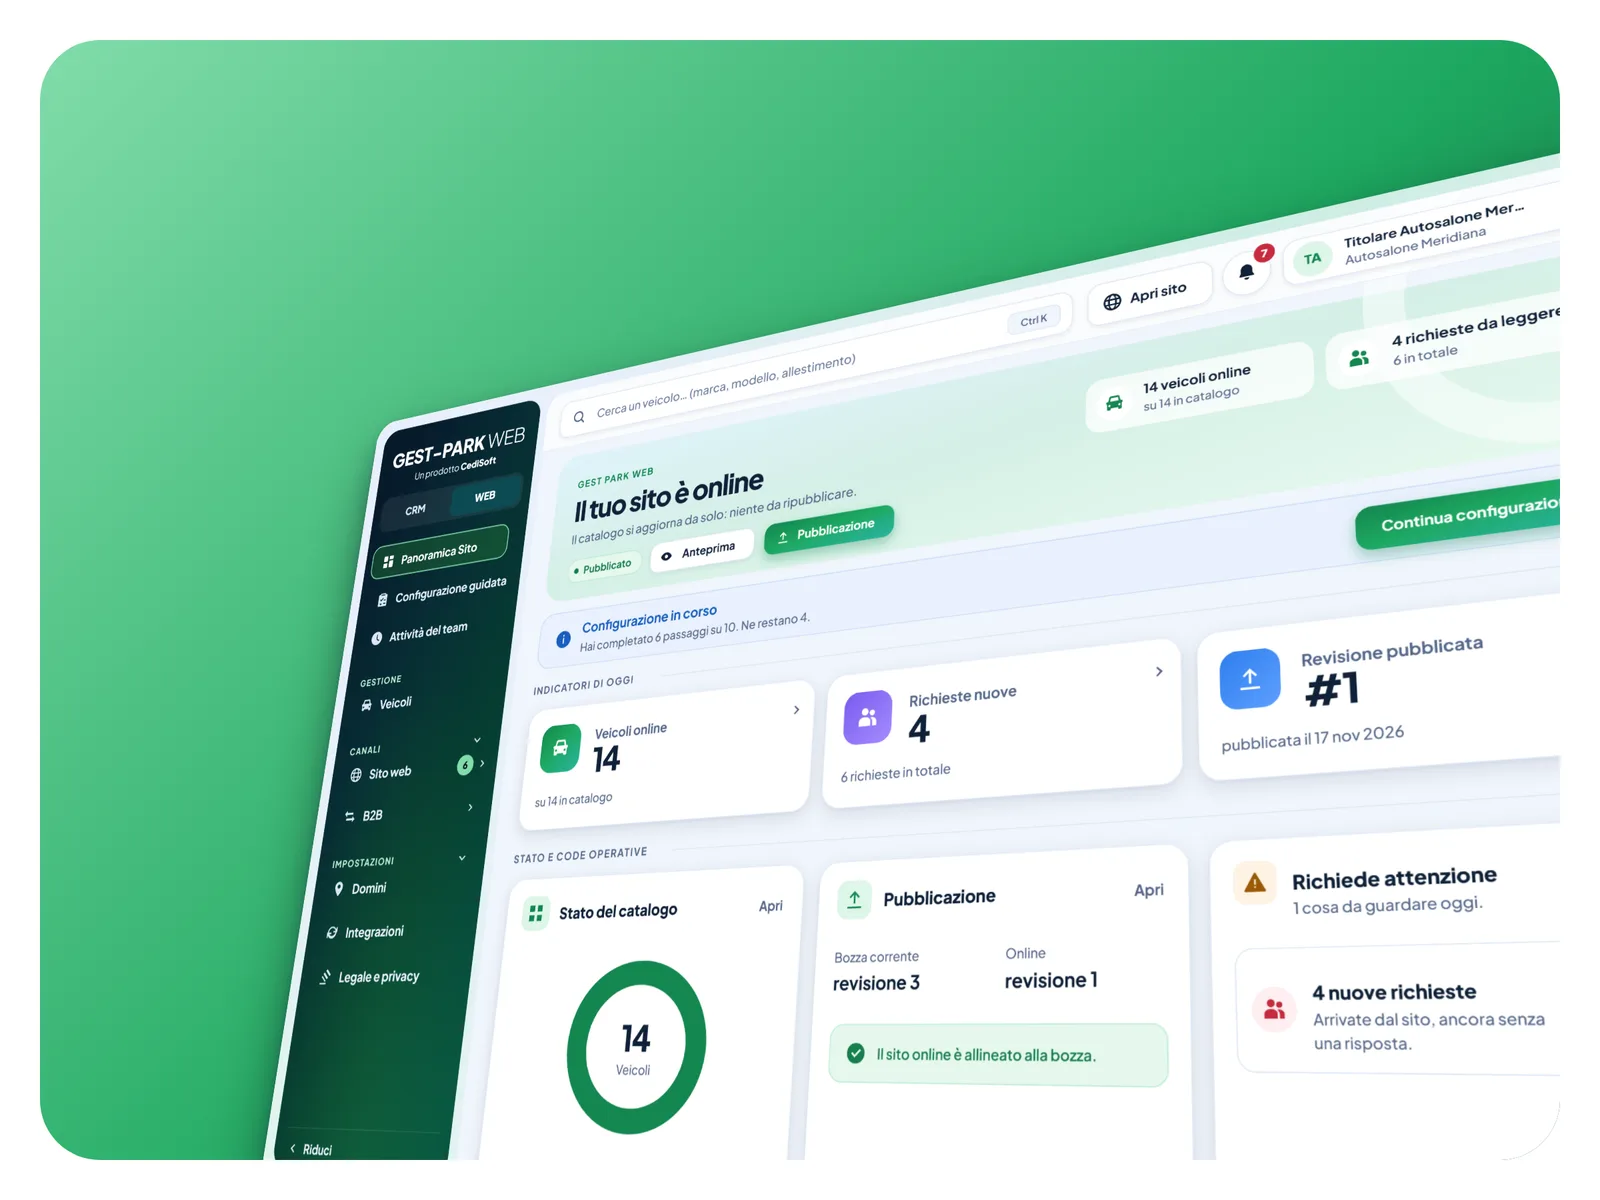 GEST-PARK WEB
Un prodotto CediSoft
CRM
WEB
Panoramica Sito
Configurazione guidata
Attività del team
GESTIONE
Veicoli
CANALI
Sito web
6
B2B
IMPOSTAZIONI
Domini
Integrazioni
Legale e privacy
Riduci
Cerca un veicolo... (marca, modello, allestimento)
Ctrl K
Apri sito
7
TA
Titolare Autosalone Mer...
Autosalone Meridiana
GEST PARK WEB
Il tuo sito è online
Il catalogo si aggiorna da solo: niente da ripubblicare.
Pubblicato
Anteprima
Pubblicazione
14 veicoli online
su 14 in catalogo
4 richieste da leggere
6 in totale
Configurazione in corso
Hai completato 6 passaggi su 10. Ne restano 4.
Continua configurazio
INDICATORI DI OGGI
Veicoli online
14
su 14 in catalogo
Richieste nuove
4
6 richieste in totale
Revisione pubblicata
#1
pubblicata il 17 nov 2026
STATO E CODE OPERATIVE
Stato del catalogo
Apri
14
Veicoli
Pubblicazione
Apri
Bozza corrente
revisione 3
Online
revisione 1
Il sito online è allineato alla bozza.
Richiede attenzione
1 cosa da guardare oggi.
4 nuove richieste
Arrivate dal sito, ancora senza
una risposta.